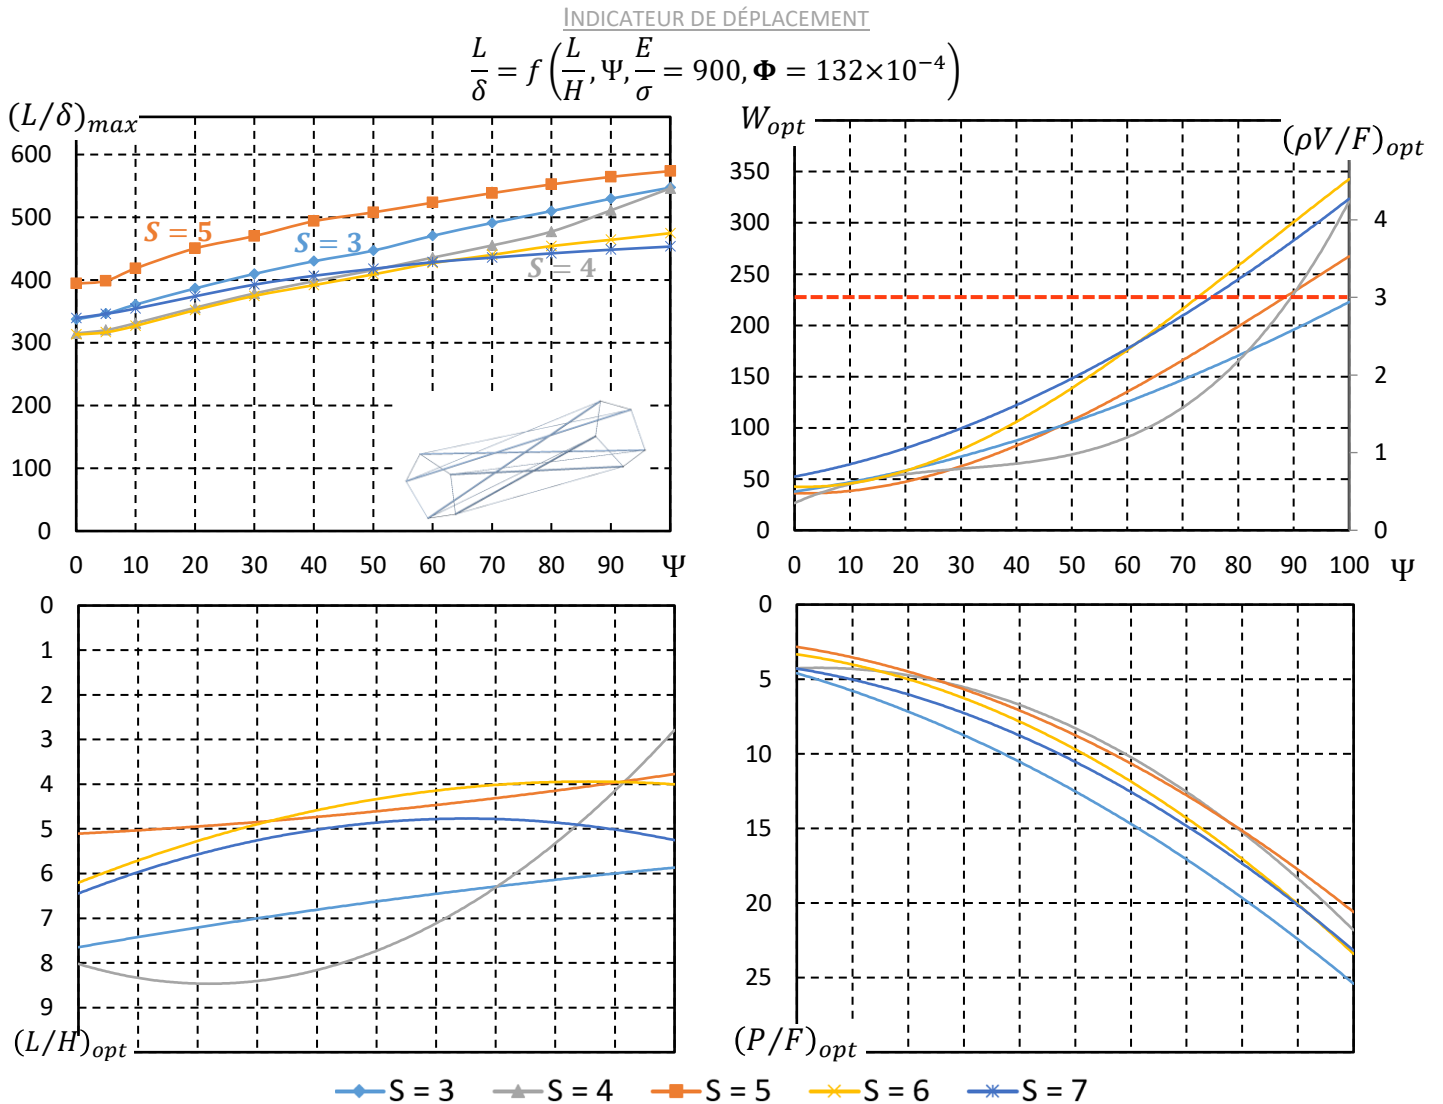 INDICATEUR DE DÉPLACEMENT
L/δ = f(L/H, Ψ, E/σ = 900, Φ = 132×10⁻⁴)
(L/δ)max
600
500
400
300
200
100
0
S = 5
S = 3
S = 4
0 10 20 30 40 50 60 70 80 90 Ψ
Wopt
(ρV/F)opt
350
300
250
200
150
100
50
0
4
3
2
1
0
0 10 20 30 40 50 60 70 80 90 100 Ψ
0
1
2
3
4
5
6
7
8
9
(L/H)opt
0
5
10
15
20
25
(P/F)opt
S = 3 S = 4 S = 5 S = 6 S = 7